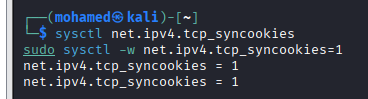 ┌──(mohamed㉿kali)-[~]
└─$ sysctl net.ipv4.tcp_syncookies
sudo sysctl -w net.ipv4.tcp_syncookies=1
net.ipv4.tcp_syncookies = 1
net.ipv4.tcp_syncookies = 1